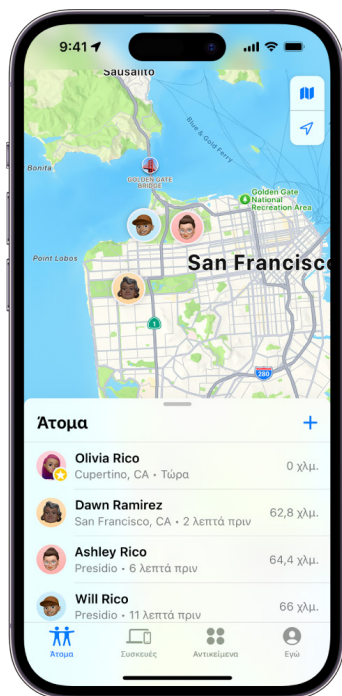 9:41
Sausalito
Blue & Gold Ferry
Bonita
GOLDEN GATE
BRIDGE
Golden Gate
National
Recreation Area
Point Lobos
San Francisco
1
280
Άτομα
Olivia Rico
Cupertino, CA • Τώρα
0 χλμ.
Dawn Ramirez
San Francisco, CA • 2 λεπτά πριν
62,8 χλμ.
Ashley Rico
Presidio • 6 λεπτά πριν
64,4 χλμ.
Will Rico
Presidio • 11 λεπτά πριν
66 χλμ.
Άτομα
Συσκευές
Αντικείμενα
Εγώ